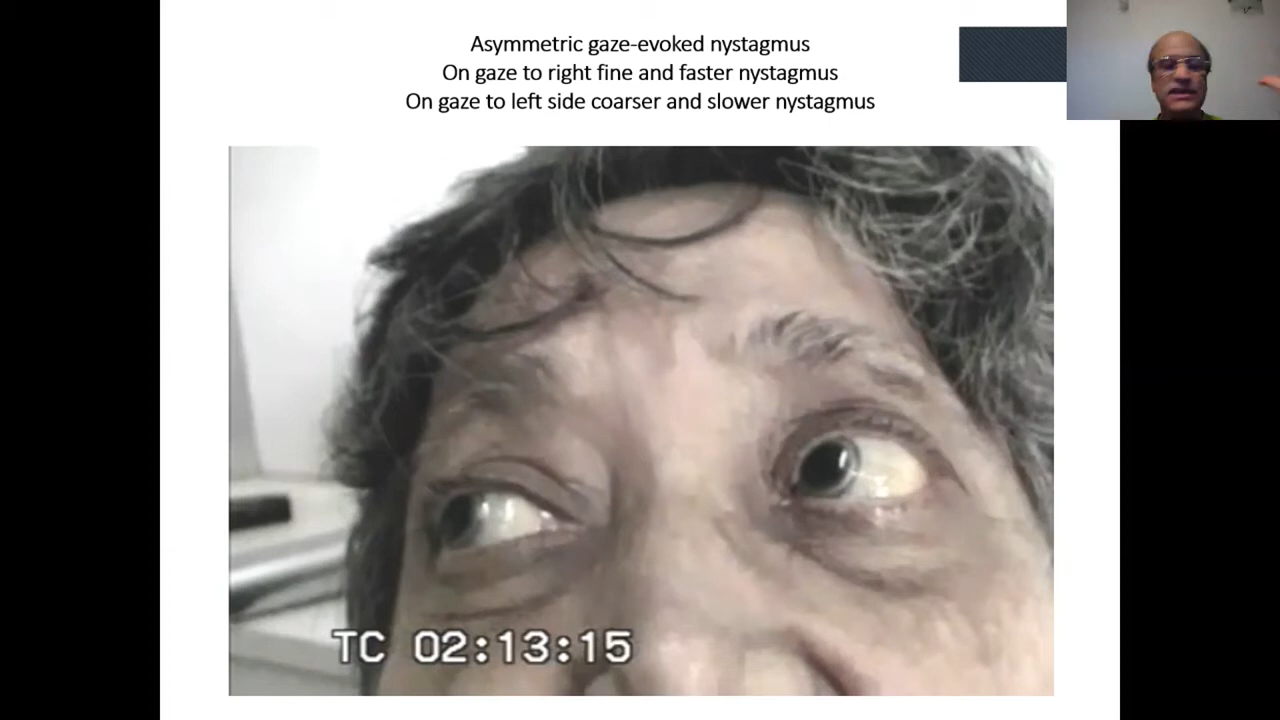 Asymmetric gaze-evoked nystagmus
On gaze to right fine and faster nystagmus
On gaze to left side coarser and slower nystagmus
TC 02:13:15